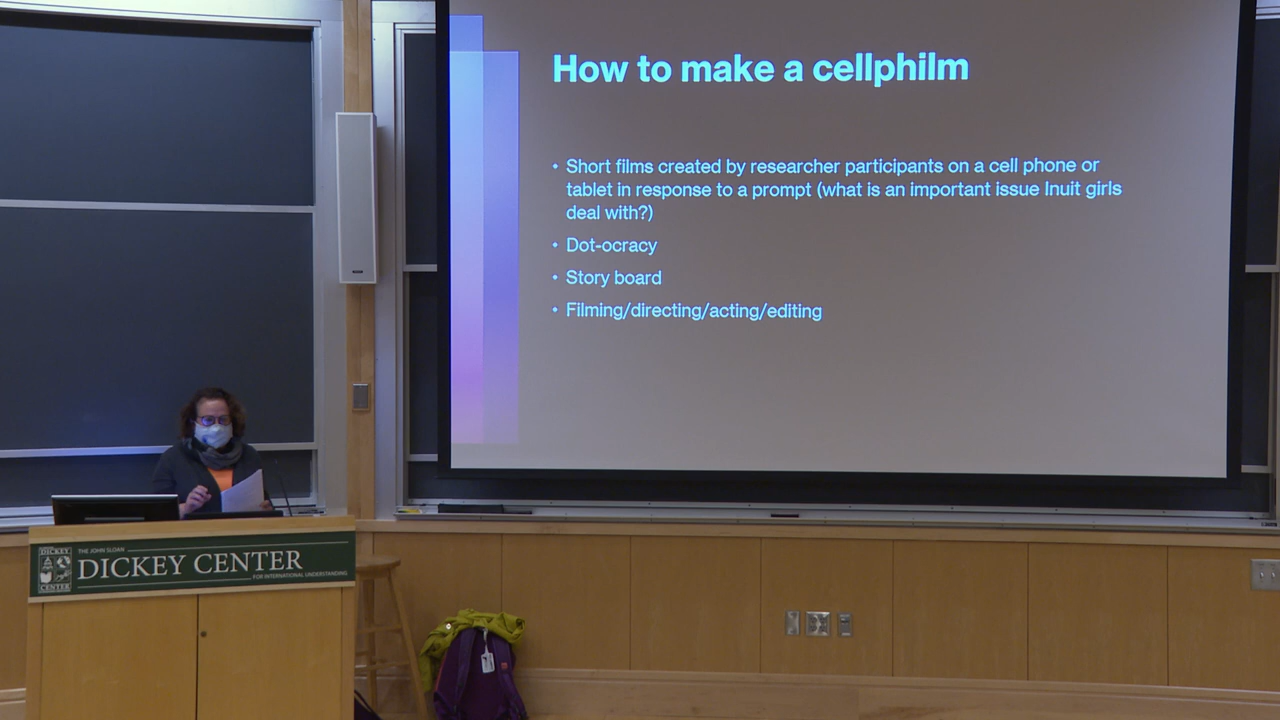 How to make a cellphilm
• Short films created by researcher participants on a cell phone or
tablet in response to a prompt (what is an important issue Inuit girls
deal with?)
• Dot-ocracy
• Story board
• Filming/directing/acting/editing
DICKEY
CENTER
THE JOHN SLOAN
DICKEY CENTER
FOR INTERNATIONAL UNDERSTANDING